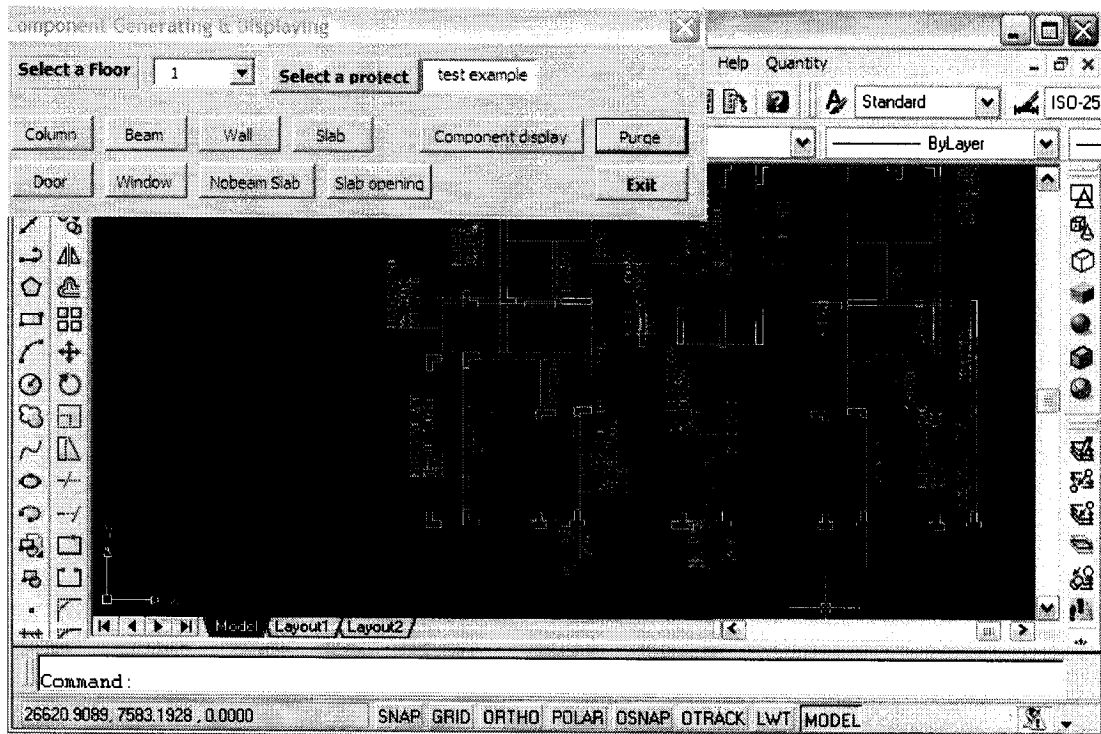 Component Generating & Displaying
Select a Floor 1 Select a project test example
Help Quantity
Standard ISO-25
Column Beam Wall Slab Component display Purge
ByLayer
Door Window Nobeam Slab Slab opening Exit
Model Layout1 Layout2
Command:
26620.9089, 7583.1928 , 0.0000 SNAP GRID ORTHO POLAR OSNAP OTRACK LWT MODEL